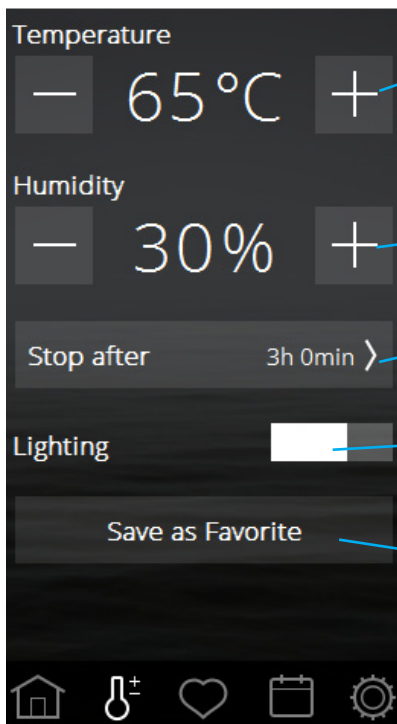 Temperature
− 65°C +
Humidity
− 30% +
Stop after 3h 0min 〉
Lighting
Save as Favorite